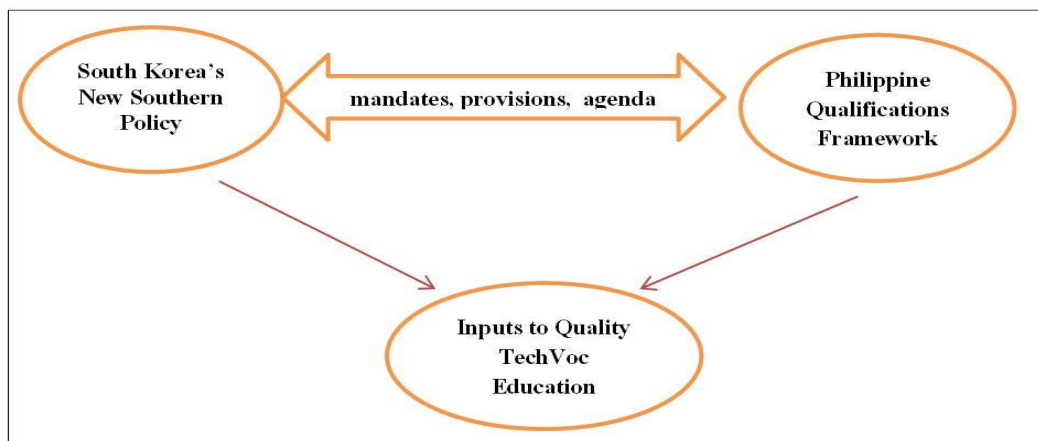 South Korea's
New Southern
Policy
mandates, provisions, agenda
Philippine
Qualifications
Framework
Inputs to Quality
TechVoc
Education